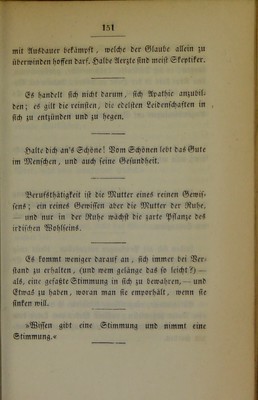 151
mit Ausdauer bekämpft, welche der Glaube allein zu
überwinden hoffen darf. Halbe Aerzte sind meist Skeptiker.
Es handelt sich nicht darum, sich Apathie anzubil-
den; es gilt die reinsten, die edelsten Leidenschaften in
sich zu entzünden und zu hegen.
Halte dich an's Schöne! Vom Schönen lebt das Gute
im Menschen, und auch seine Gesundheit.
Berufsthätigkeit ist die Mutter eines reinen Gewis-
sens; ein reines Gewissen aber die Mutter der Ruhe,
— und nur in der Ruhe wächst die zarte Pflanze des
irdischen Wohlseins.
Es kommt weniger darauf an, sich immer bei Ver-
stand zu erhalten, (und wem gelänge das so leicht?) —
als, eine gefaßte Stimmung in sich zu bewahren, — und
Etwas zu haben, woran man sie emporhält, wenn sie
sinken will.
»Wissen gibt eine Stimmung und nimmt eine
Stimmung.«